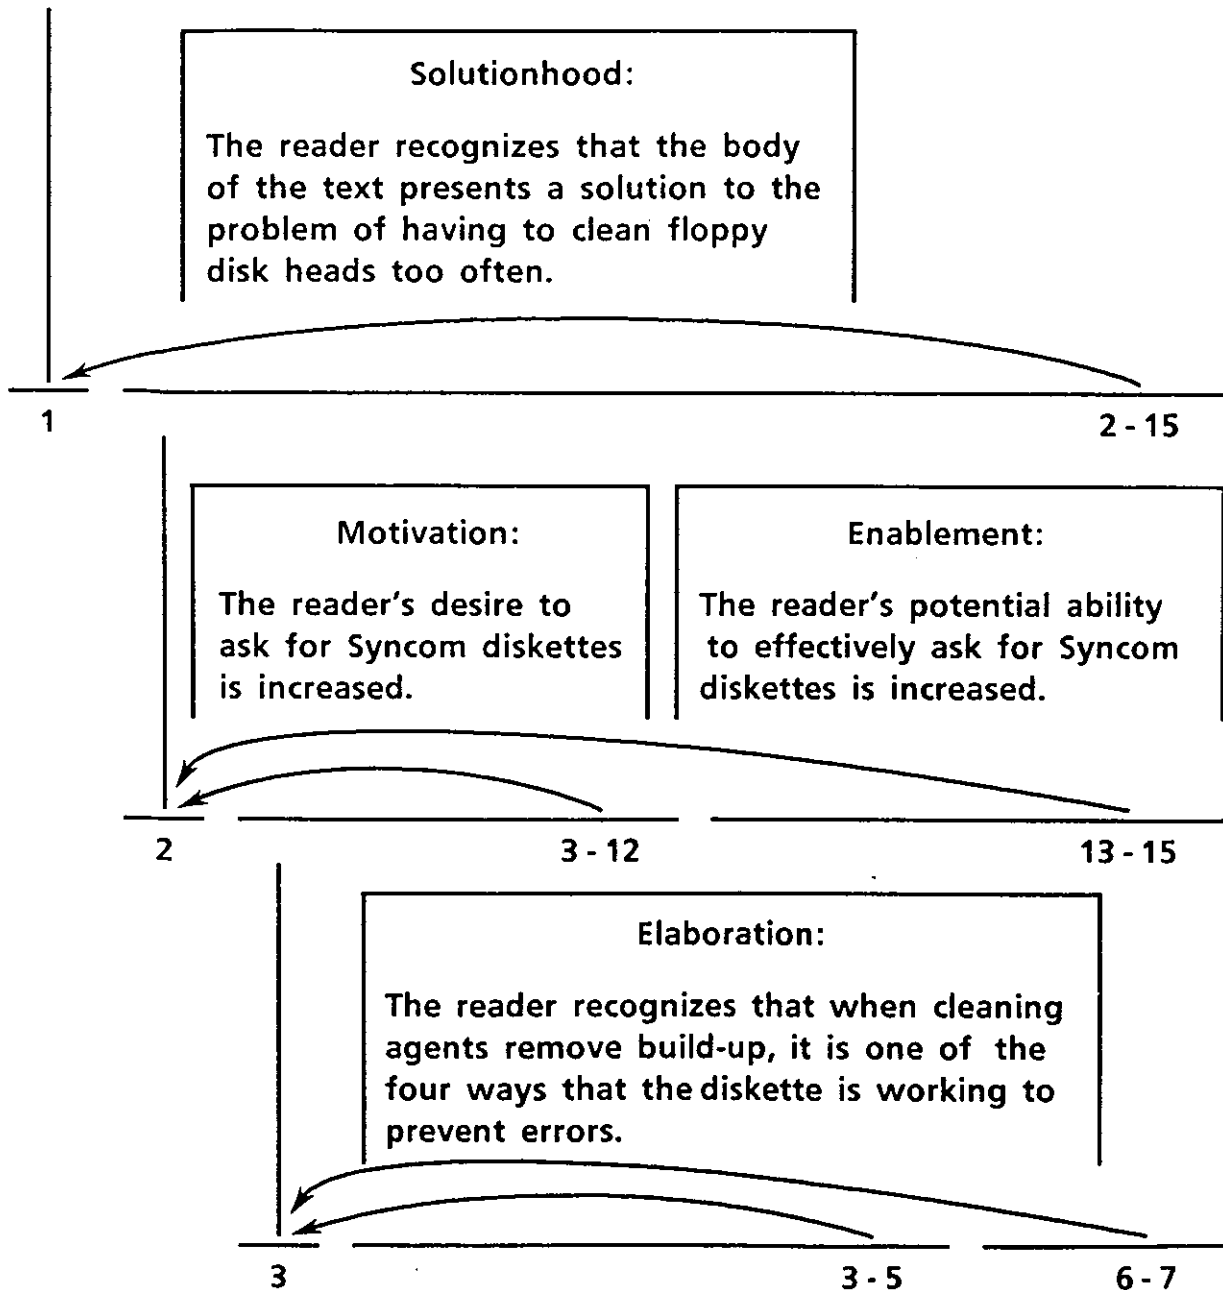 Solutionhood:
The reader recognizes that the body
of the text presents a solution to the
problem of having to clean floppy
disk heads too often.
1
2 - 15
Motivation:
The reader's desire to
ask for Syncom diskettes
is increased.
Enablement:
The reader's potential ability
to effectively ask for Syncom
diskettes is increased.
2
3 - 12
13 - 15
Elaboration:
The reader recognizes that when cleaning
agents remove build-up, it is one of the
four ways that the diskette is working to
prevent errors.
3
3 - 5
6 - 7